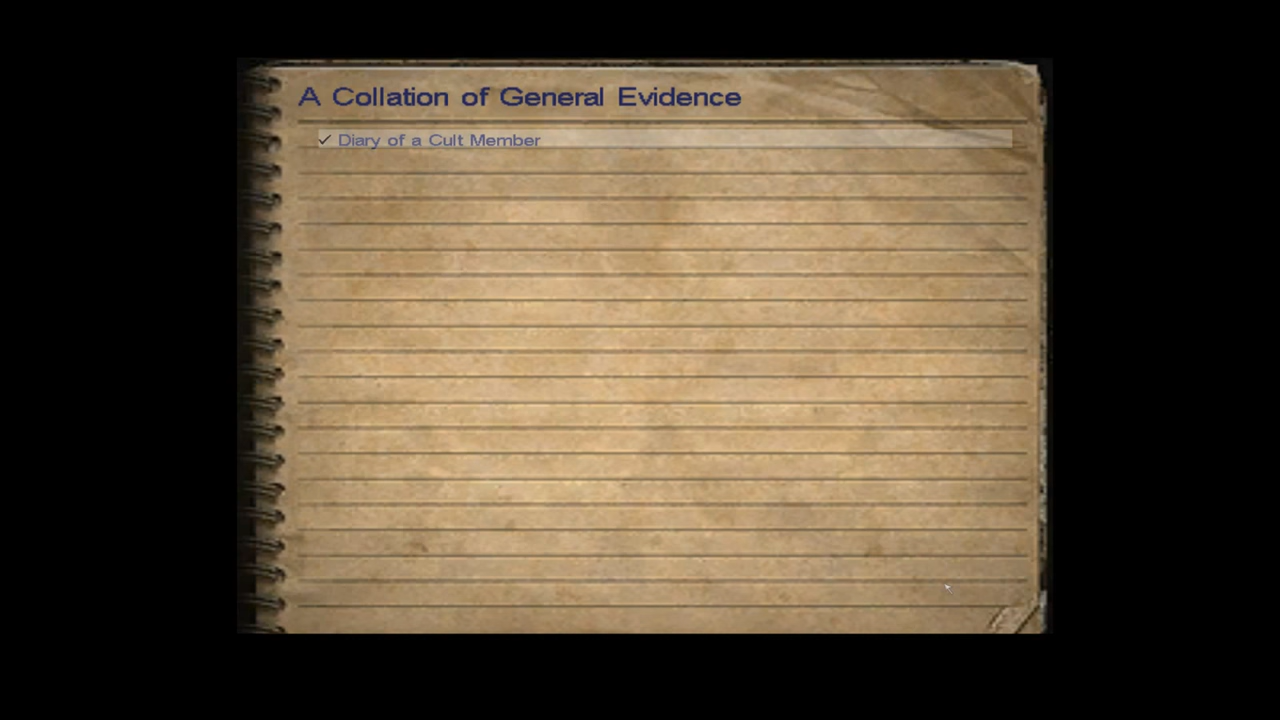 A Collation of General Evidence
✓ Diary of a Cult Member